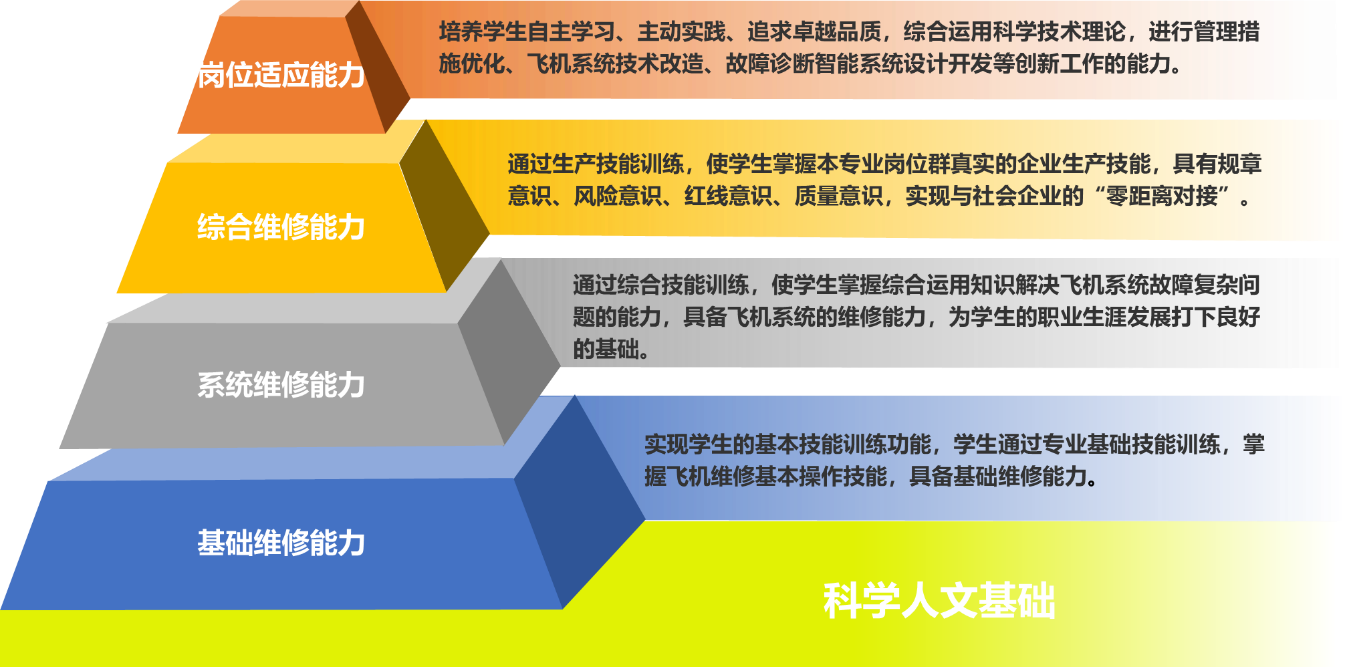 岗位适应能力
培养学生自主学习、主动实践、追求卓越品质，综合运用科学技术理论，进行管理措
施优化、飞机系统技术改造、故障诊断智能系统设计开发等创新工作的能力。
综合维修能力
通过生产技能训练，使学生掌握本专业岗位群真实的企业生产技能，具有规章
意识、风险意识、红线意识、质量意识，实现与社会企业的“零距离对接”。
系统维修能力
通过综合技能训练，使学生掌握综合运用知识解决飞机系统故障复杂问
题的能力，具备飞机系统的维修能力，为学生的职业生涯发展打下良好
的基础。
基础维修能力
实现学生的基本技能训练功能，学生通过专业基础技能训练，掌
握飞机维修基本操作技能，具备基础维修能力。
科学人文基础